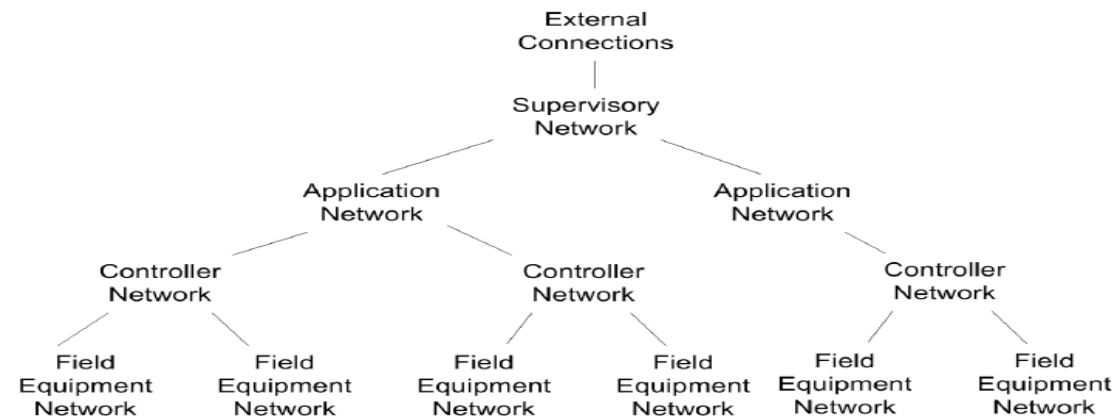 External
Connections
Supervisory
Network
Application
Network
Application
Network
Controller
Network
Controller
Network
Controller
Network
Field
Equipment
Network
Field
Equipment
Network
Field
Equipment
Network
Field
Equipment
Network
Field
Equipment
Network
Field
Equipment
Network